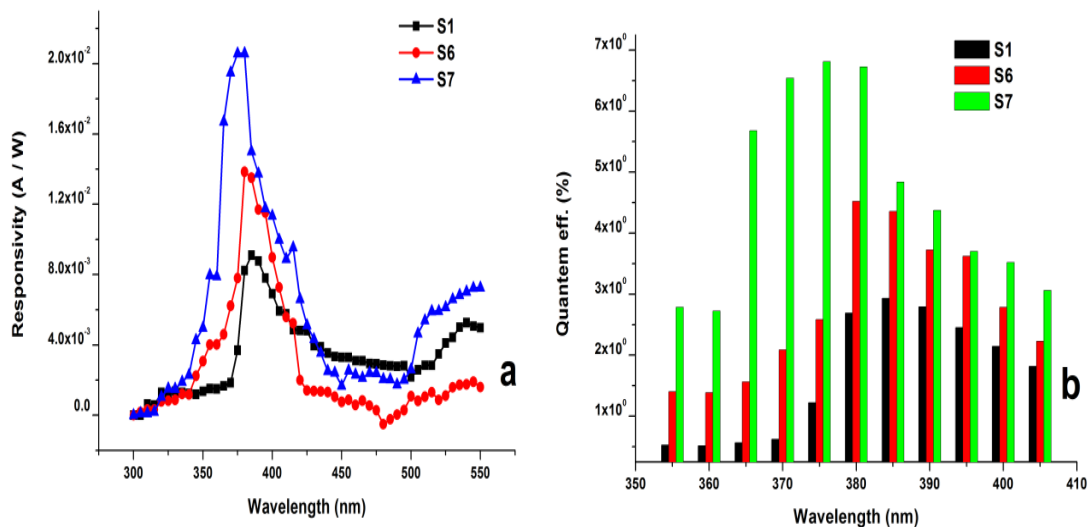 S1
S6
S7
2.0x10⁻²
1.6x10⁻²
1.2x10⁻²
8.0x10⁻³
4.0x10⁻³
0.0
Responsivity (A / W)
300 350 400 450 500 550
Wavelength (nm)
a
S1
S6
S7
7x10⁰
6x10⁰
5x10⁰
4x10⁰
3x10⁰
2x10⁰
1x10⁰
Quantem eff. (%)
350 360 370 380 390 400 410
Wavelength (nm)
b